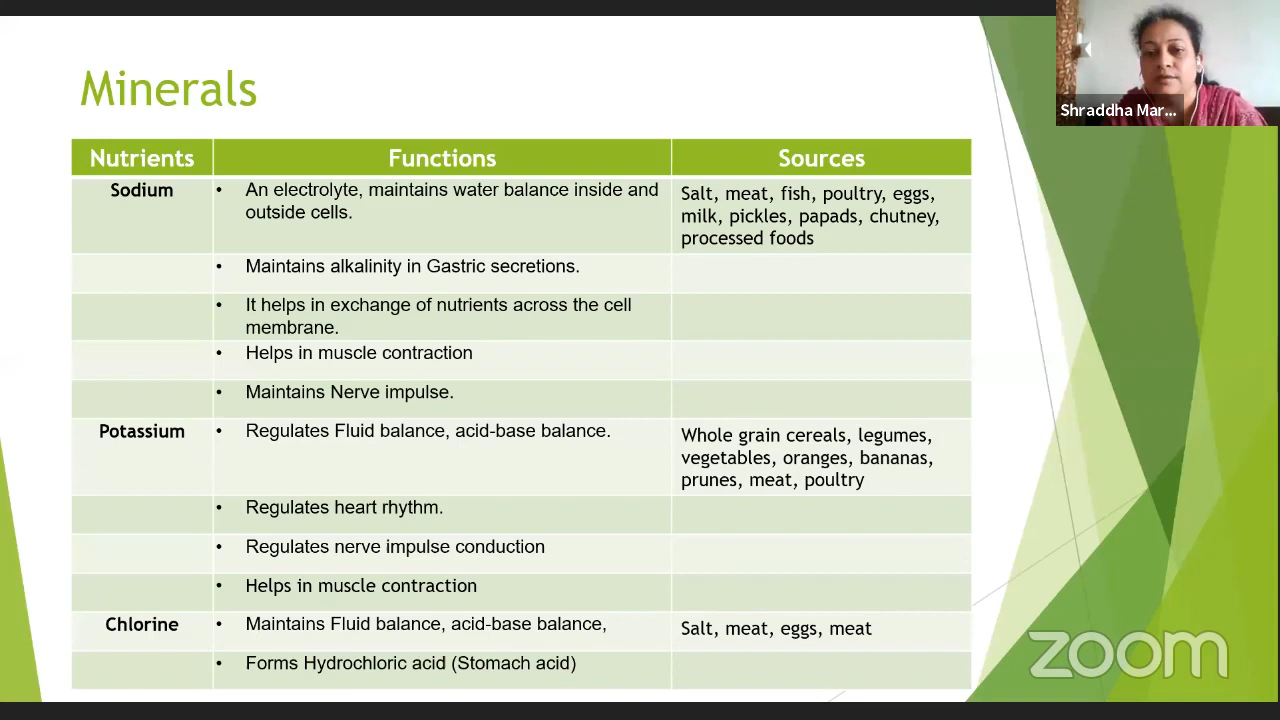 Minerals
Shraddha Mar...
Nutrients Functions Sources
Sodium • An electrolyte, maintains water balance inside and
outside cells.
Salt, meat, fish, poultry, eggs,
milk, pickles, papads, chutney,
processed foods
• Maintains alkalinity in Gastric secretions.
• It helps in exchange of nutrients across the cell
membrane.
• Helps in muscle contraction
• Maintains Nerve impulse.
Potassium • Regulates Fluid balance, acid-base balance.
Whole grain cereals, legumes,
vegetables, oranges, bananas,
prunes, meat, poultry
• Regulates heart rhythm.
• Regulates nerve impulse conduction
• Helps in muscle contraction
Chlorine • Maintains Fluid balance, acid-base balance,
Salt, meat, eggs, meat
• Forms Hydrochloric acid (Stomach acid)
zoom